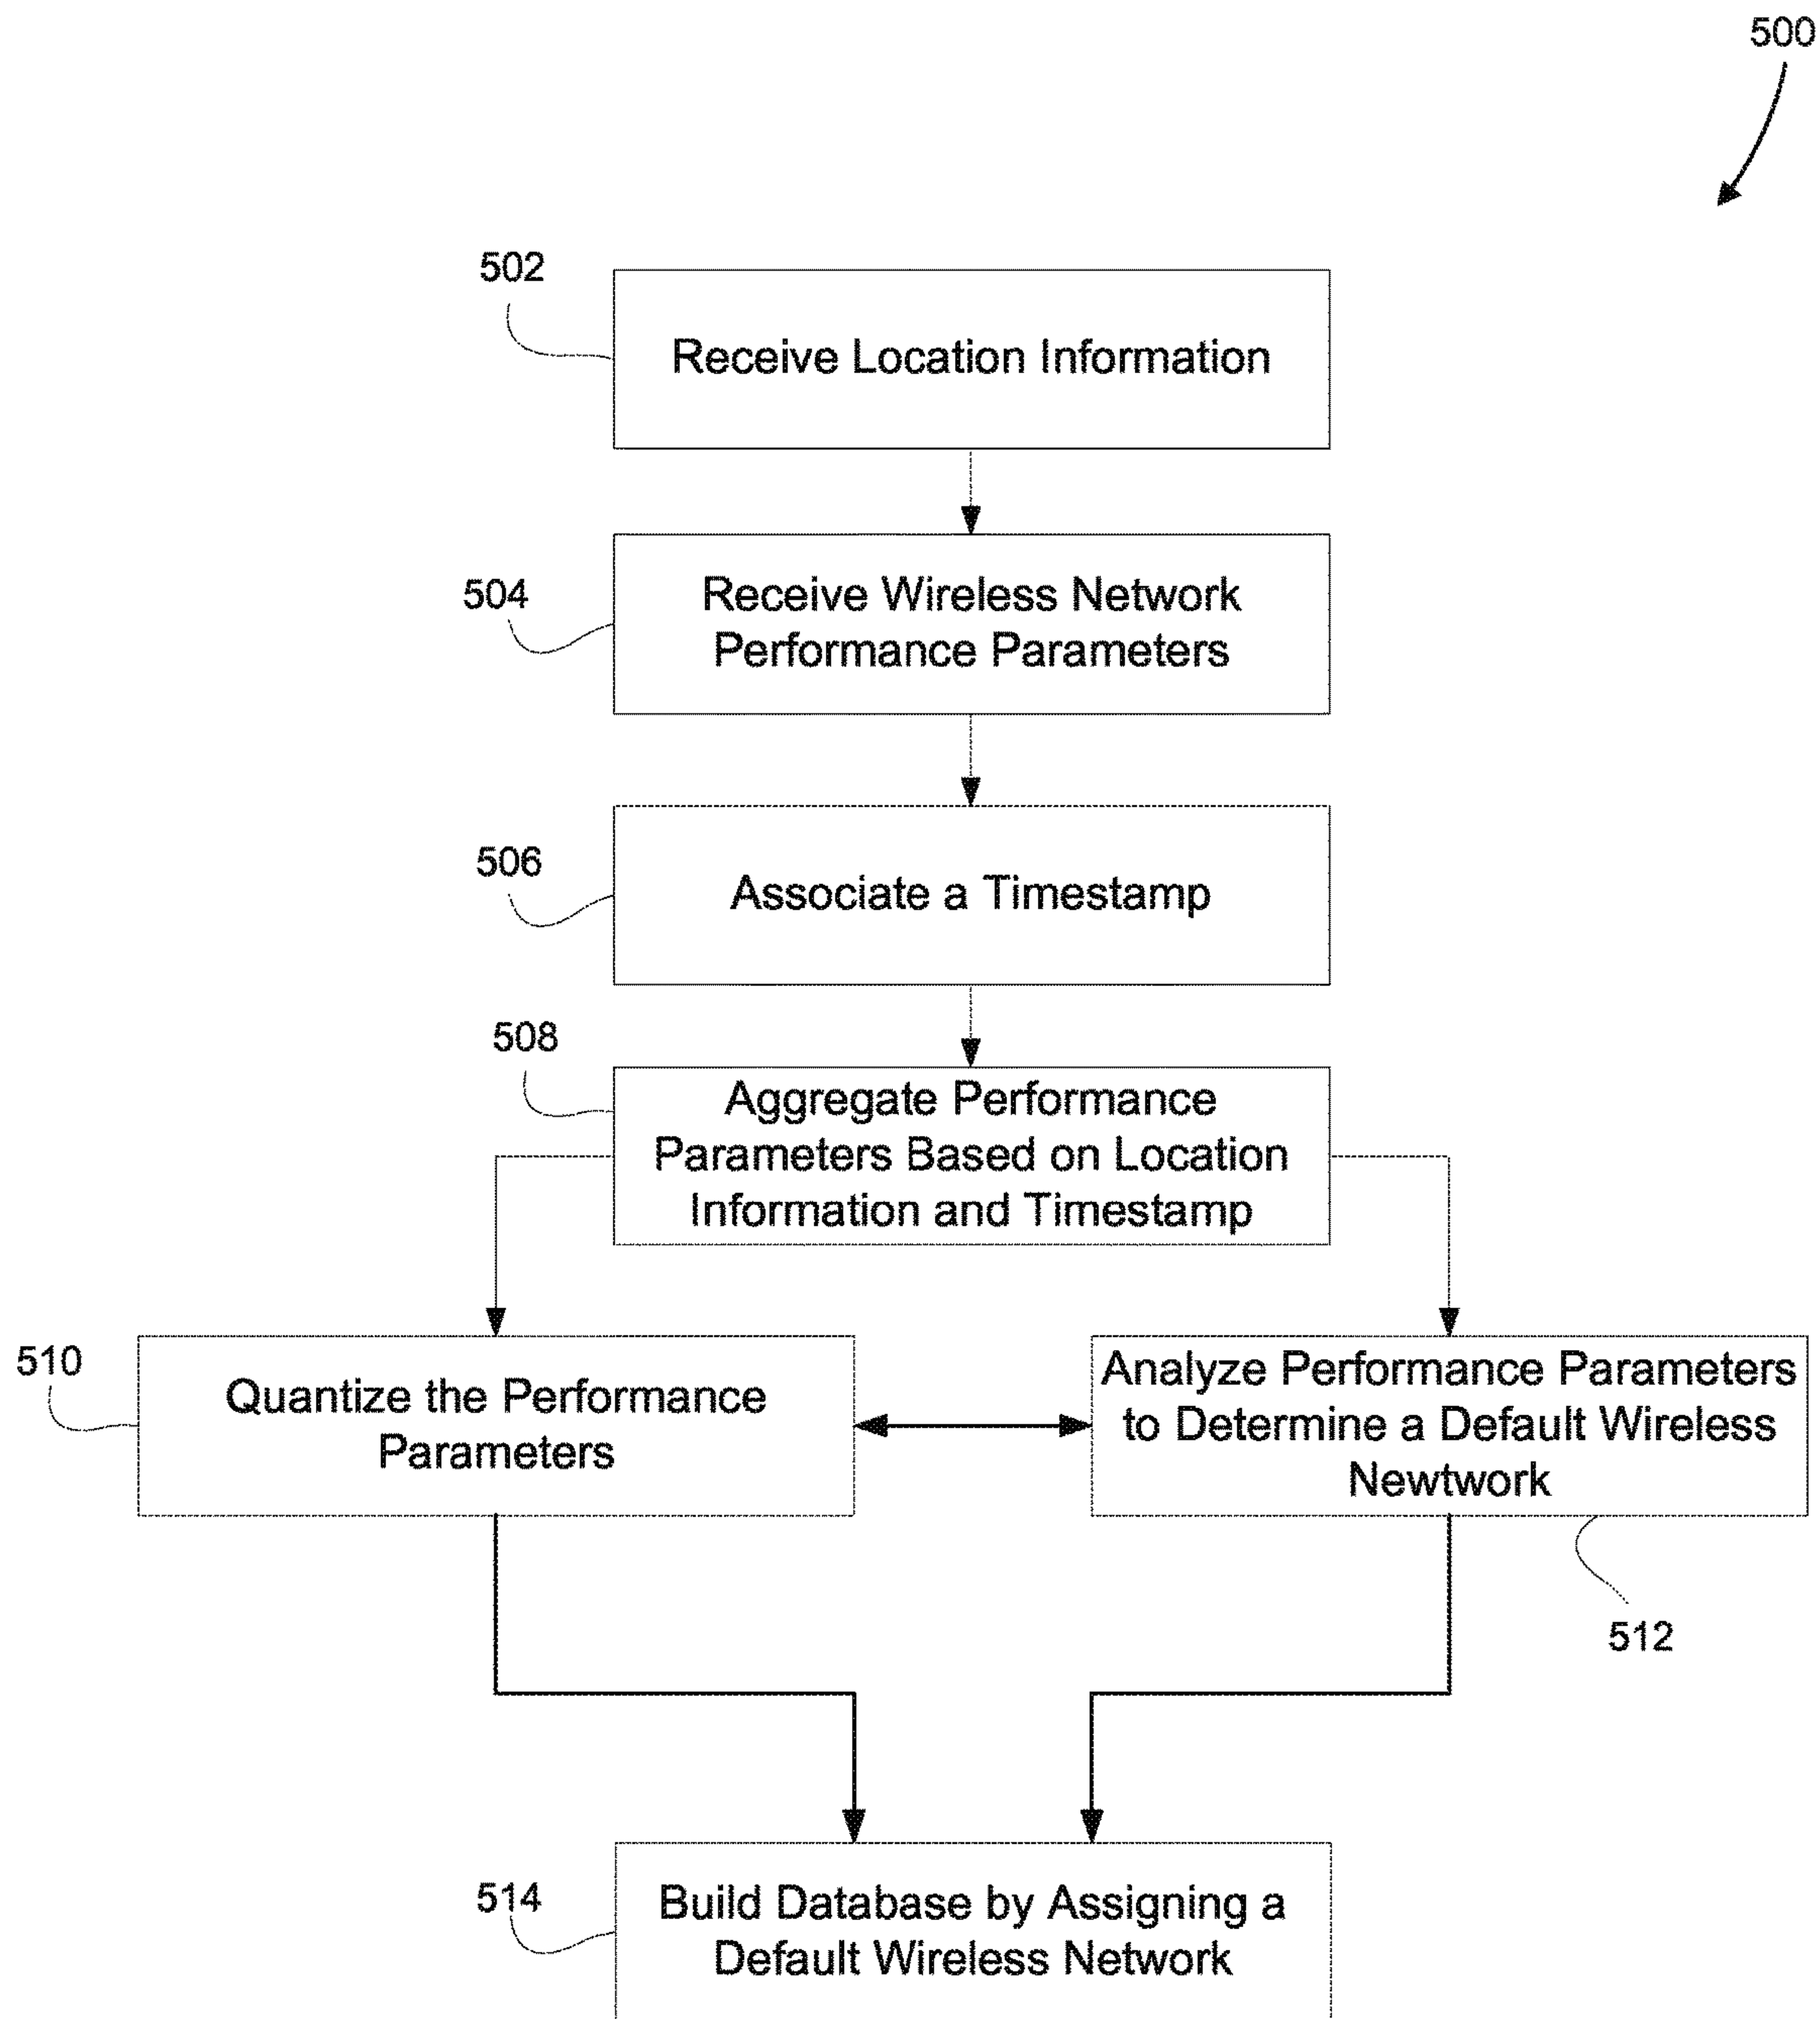 500
502
Receive Location Information
504
Receive Wireless Network
Performance Parameters
506
Associate a Timestamp
508
Aggregate Performance
Parameters Based on Location
Information and Timestamp
510
Quantize the Performance
Parameters
Analyze Performance Parameters
to Determine a Default Wireless
Newtwork
512
514
Build Database by Assigning a
Default Wireless Network